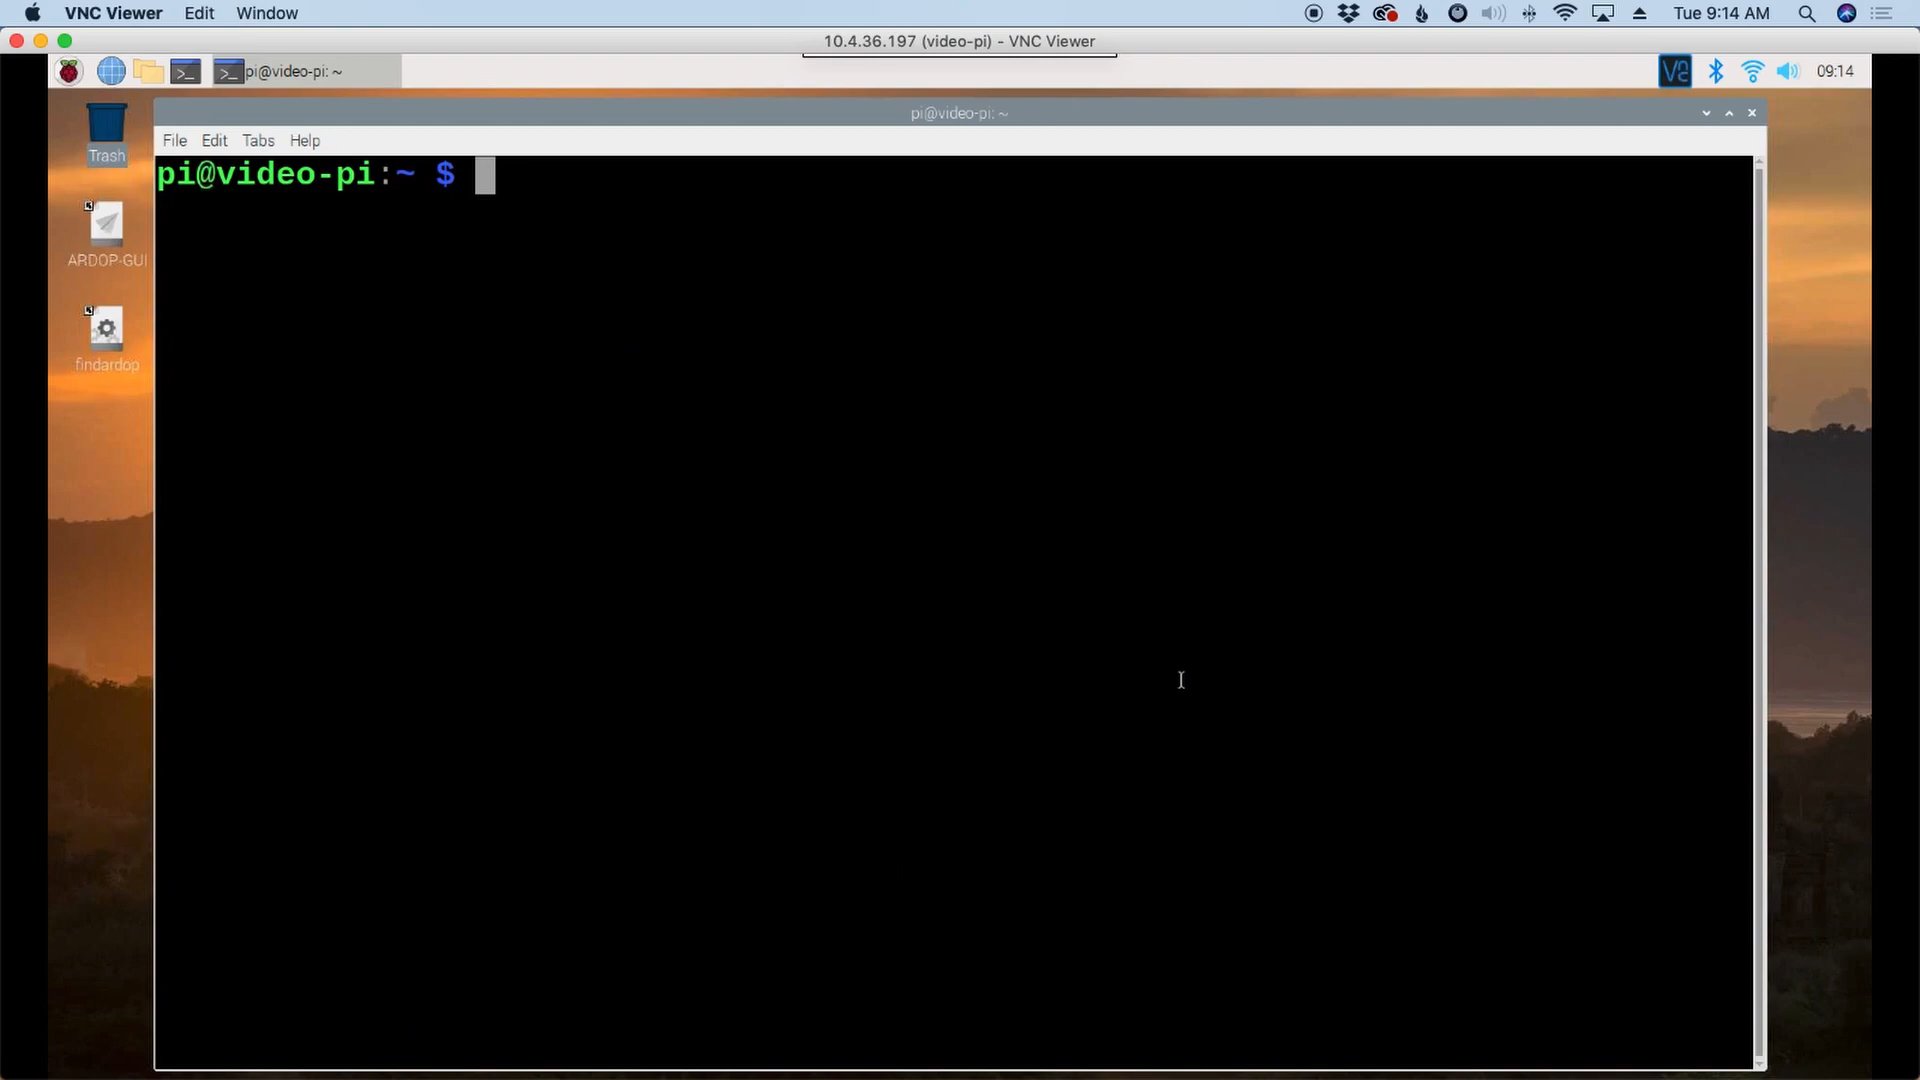 VNC Viewer Edit Window Tue 9:14 AM
10.4.36.197 (video-pi) - VNC Viewer
>_ >_ pi@video-pi: ~ V2 09:14
pi@video-pi: ~
File Edit Tabs Help
pi@video-pi:~ $
Trash
ARDOP-GUI
findardop